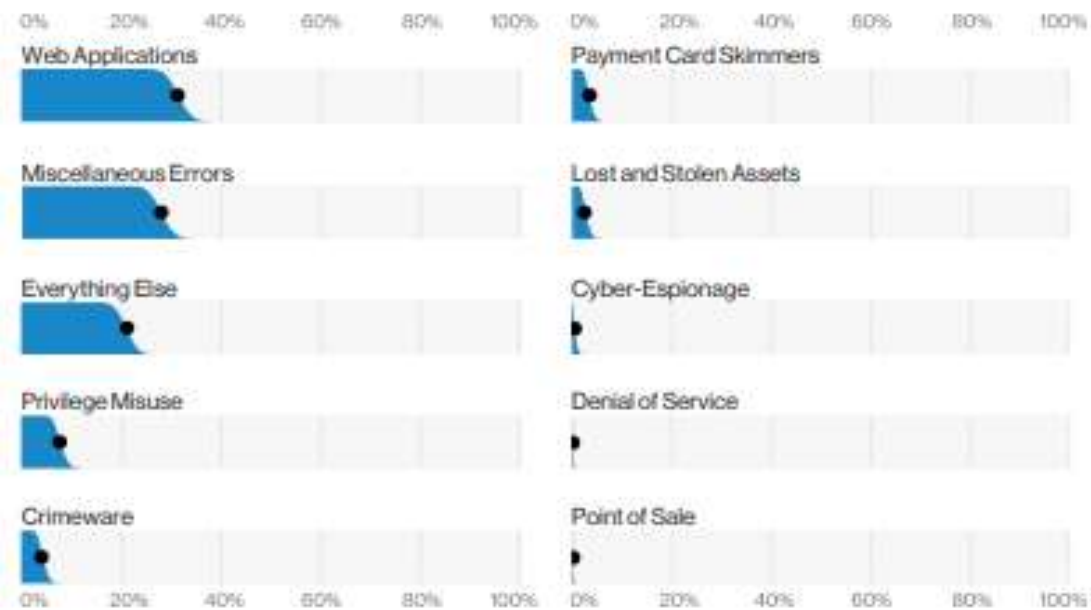 0% 20% 40% 60% 80% 100%
Web Applications
Miscellaneous Errors
Everything Else
Privilege Misuse
Crimeware
0% 20% 40% 60% 80% 100%
0% 20% 40% 60% 80% 100%
Payment Card Skimmers
Lost and Stolen Assets
Cyber-Espionage
Denial of Service
Point of Sale
0% 20% 40% 60% 80% 100%